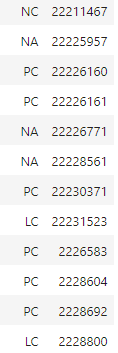 NC 22211467
NA 22225957
PC 22226160
PC 22226161
NA 22226771
NA 22228561
PC 22230371
LC 22231523
PC 2226583
PC 2228604
PC 2228692
LC 2228800